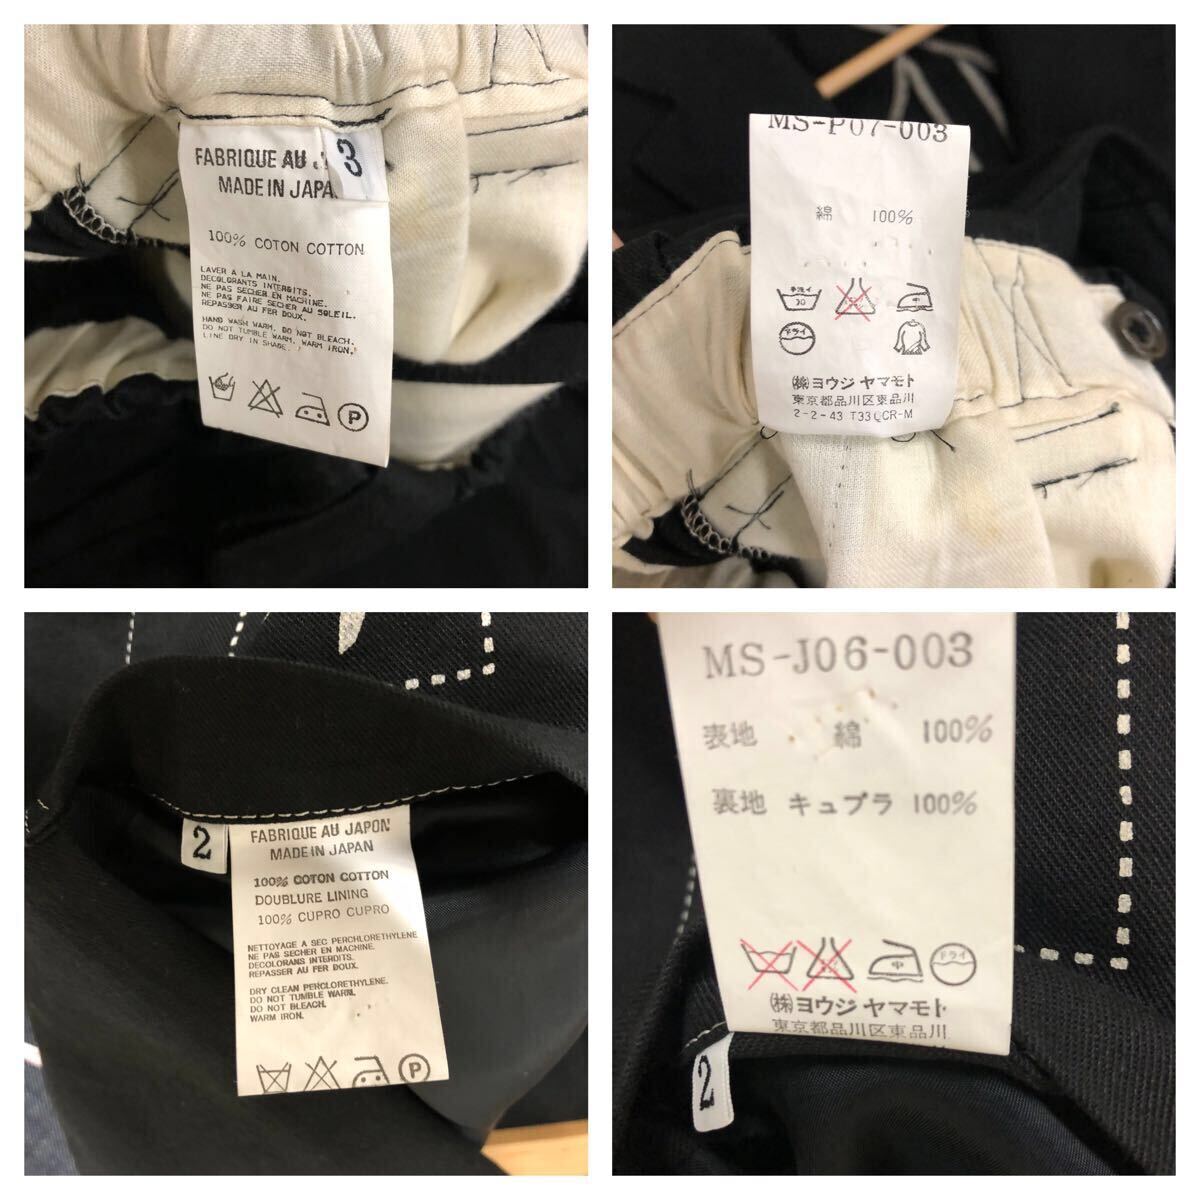 FABRIQUE AU J
3
MADE IN JAPA
100% COTON COTTON
LAVER A LA MAIN.
DECOLORANTS INTERDITS.
NE PAS SECHER EN MACHINE.
NE PAS FAIRE SECHER AU SOLEIL.
REPASSER AU FER DOUX.
HAND WASH WARM, DO NOT BLEACH.
DO NOT TUMBLE WARM, WARM IRON.
LINE DRY IN SHADE.
P
MS-P07-003
綿 100%
手洗イ
30
ドライ
㈱ヨウジ ヤマモト
東京都品川区東品川
2-2-43 T33 QCR-M
2
FABRIQUE AU JAPON
MADE IN JAPAN
100% COTON COTTON
DOUBLURE LINING
100% CUPRO CUPRO
NETTOYAGE A SEC PERCHLORETHYLENE
NE PAS SECHER EN MACHINE.
DECOLORANS INTERDITS.
REPASSER AU FER DOUX.
DRY CLEAN PERCLORETHYLENE.
DO NOT TUMBLE WARM.
DO NOT BLEACH.
WARM IRON.
P
MS-J06-003
表地 綿 100%
裏地 キュプラ 100%
中
ドライ
㈱ヨウジ ヤマモト
東京都品川区東品川
2